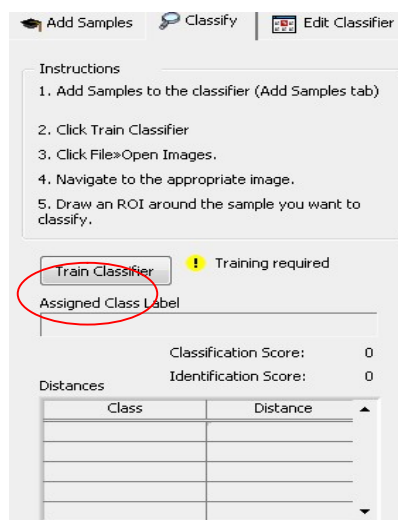 Add Samples Classify Edit Classifier
Instructions
1. Add Samples to the classifier (Add Samples tab)
2. Click Train Classifier
3. Click File»Open Images.
4. Navigate to the appropriate image.
5. Draw an ROI around the sample you want to
classify.
Train Classifier ! Training required
Assigned Class Label
Classification Score: 0
Identification Score: 0
Distances
Class Distance